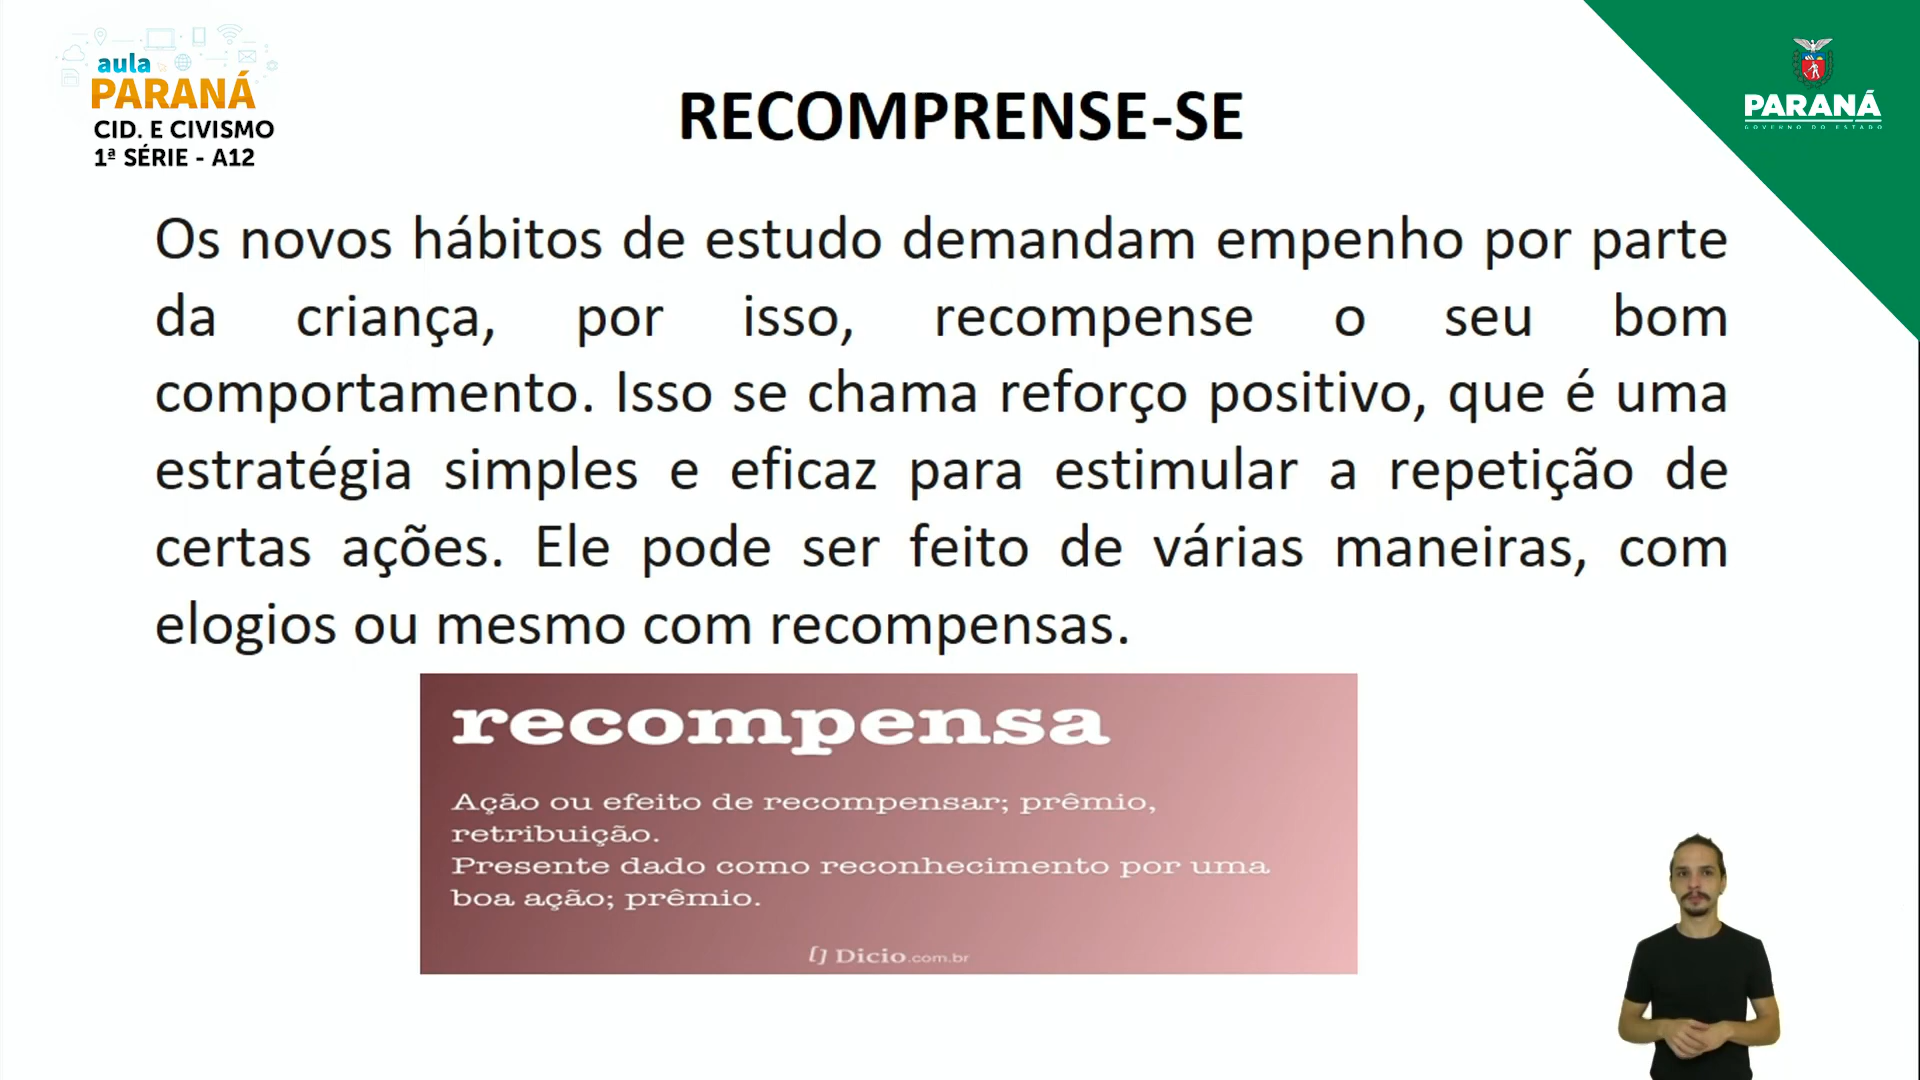 aula
PARANÁ
CID. E CIVISMO
1ª SÉRIE - A12
PARANÁ
GOVERNO DO ESTADO
RECOMPRENSE-SE
Os novos hábitos de estudo demandam empenho por parte
da criança, por isso, recompense o seu bom
comportamento. Isso se chama reforço positivo, que é uma
estratégia simples e eficaz para estimular a repetição de
certas ações. Ele pode ser feito de várias maneiras, com
elogios ou mesmo com recompensas.
recompensa
Ação ou efeito de recompensar; prêmio,
retribuição.
Presente dado como reconhecimento por uma
boa ação; prêmio.
[] Dicio.com.br